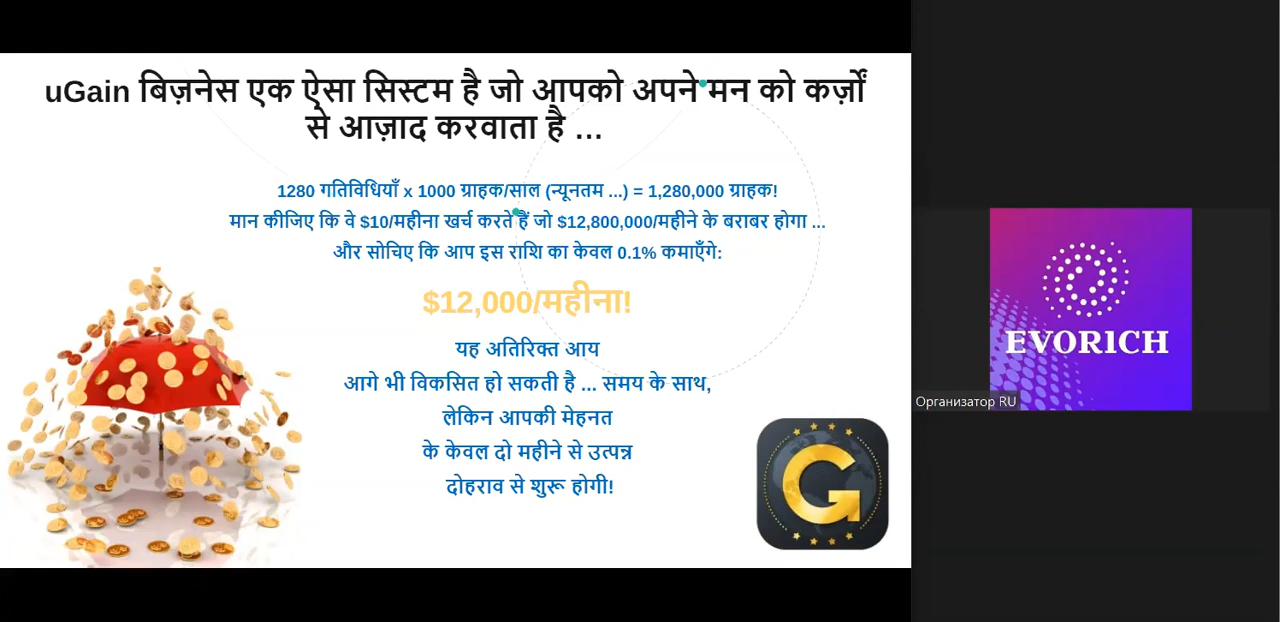 uGain बिज़नेस एक ऐसा सिस्टम है जो आपको अपने मन को कर्ज़ों
से आज़ाद करवाता है ...
1280 गतिविधियाँ x 1000 ग्राहक/साल (न्यूनतम ...) = 1,280,000 ग्राहक!
मान कीजिए कि वे $10/महीना खर्च करते हैं जो $12,800,000/महीने के बराबर होगा ...
और सोचिए कि आप इस राशि का केवल 0.1% कमाएँगे:
$12,000/महीना!
यह अतिरिक्त आय
आगे भी विकसित हो सकती है ... समय के साथ,
लेकिन आपकी मेहनत
के केवल दो महीने से उत्पन्न
दोहराव से शुरू होगी!
G
EVORICH
Организатор RU